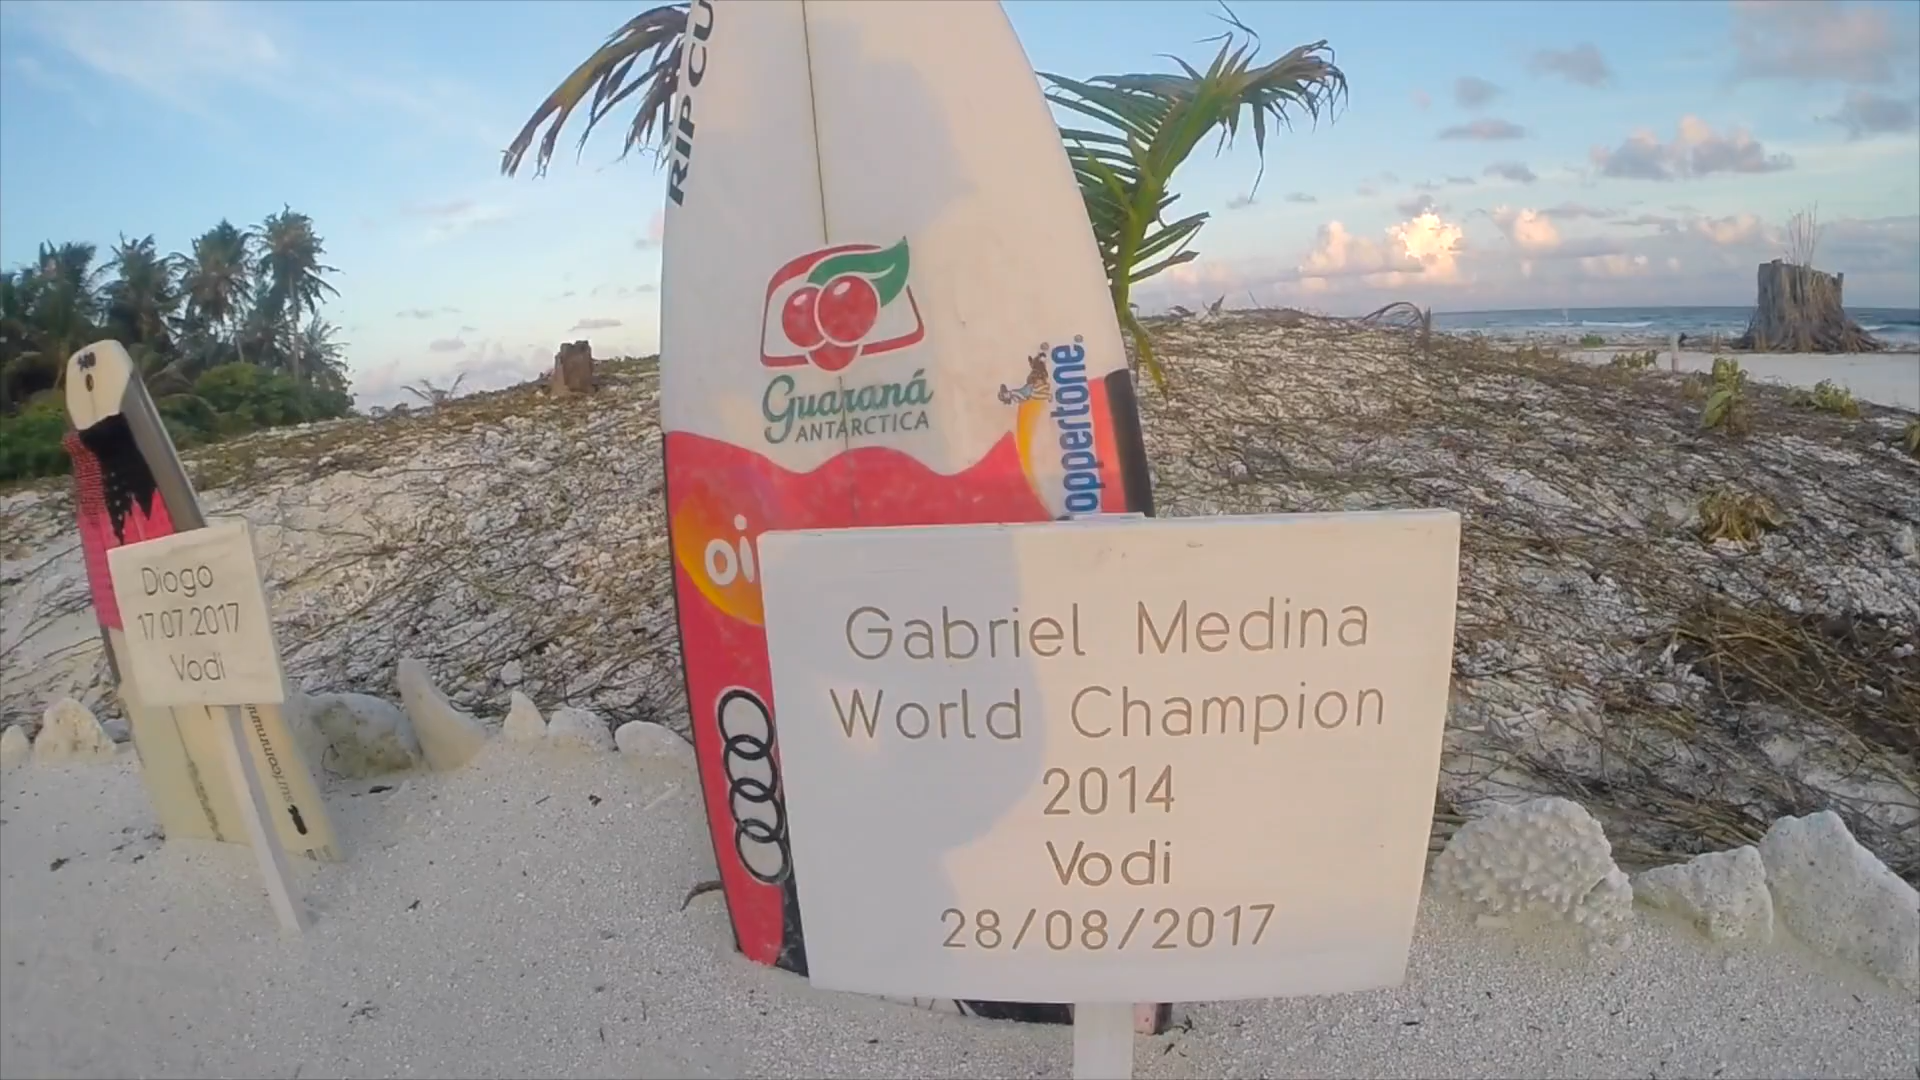 RIP CU
Guaraná
ANTARCTICA
oppertone
oi
Diogo
17.07.2017
Vodi
Gabriel Medina
World Champion
2014
Vodi
28/08/2017